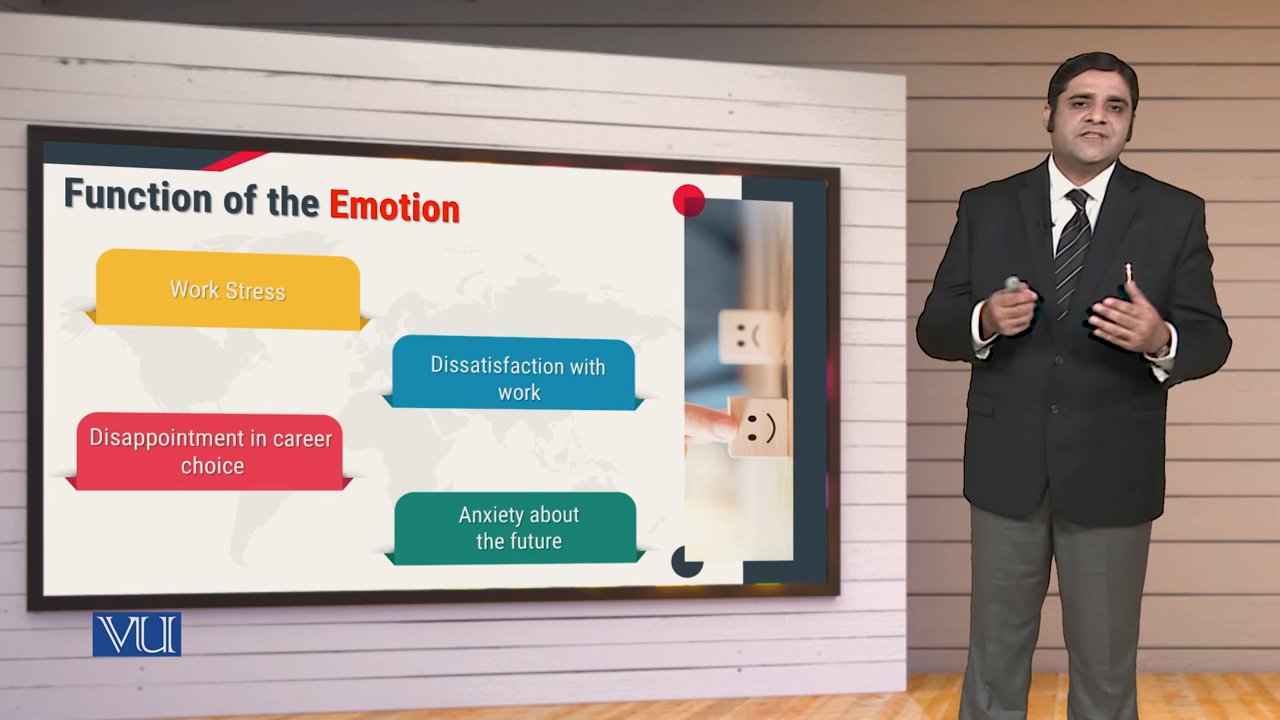 Function of the Emotion
Work Stress
Dissatisfaction with
work
Disappointment in career
choice
Anxiety about
the future
VU